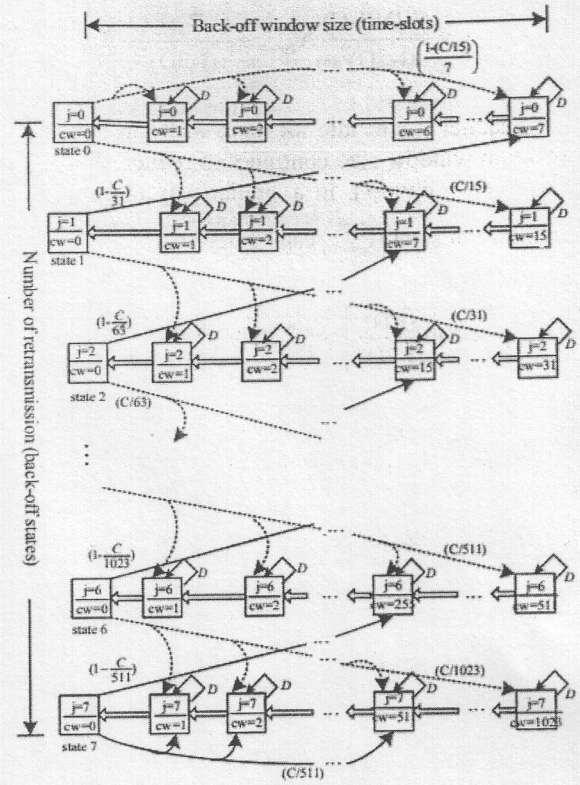 Back-off window size (time-slots)
(1-(C/15)
7)
j=0
cw=0
j=0
cw=1
D
j=0
cw=2
D
...
...
j=0
cw=6
D
...
j=0
cw=7
D
state 0
(1-C
31)
(C/15)
j=1
cw=0
j=1
cw=1
D
j=1
cw=2
D
...
...
j=1
cw=7
D
...
j=1
cw=15
D
state 1
(1-C
63)
(C/31)
j=2
cw=0
j=2
cw=1
D
j=2
cw=2
D
...
...
j=2
cw=15
D
...
j=2
cw=31
D
state 2
(C/63)
...
...
Number of retransmission (back-off states)
(1-C
1023)
...
(C/511)
j=6
cw=0
j=6
cw=1
D
j=6
cw=2
D
...
j=6
cw=255
D
...
j=6
cw=51
D
state 6
(1-C
511)
...
(C/1023)
j=7
cw=0
j=7
cw=1
D
j=7
cw=2
D
...
j=7
cw=51
D
...
j=7
cw=1023
D
state 7
...
(C/511)